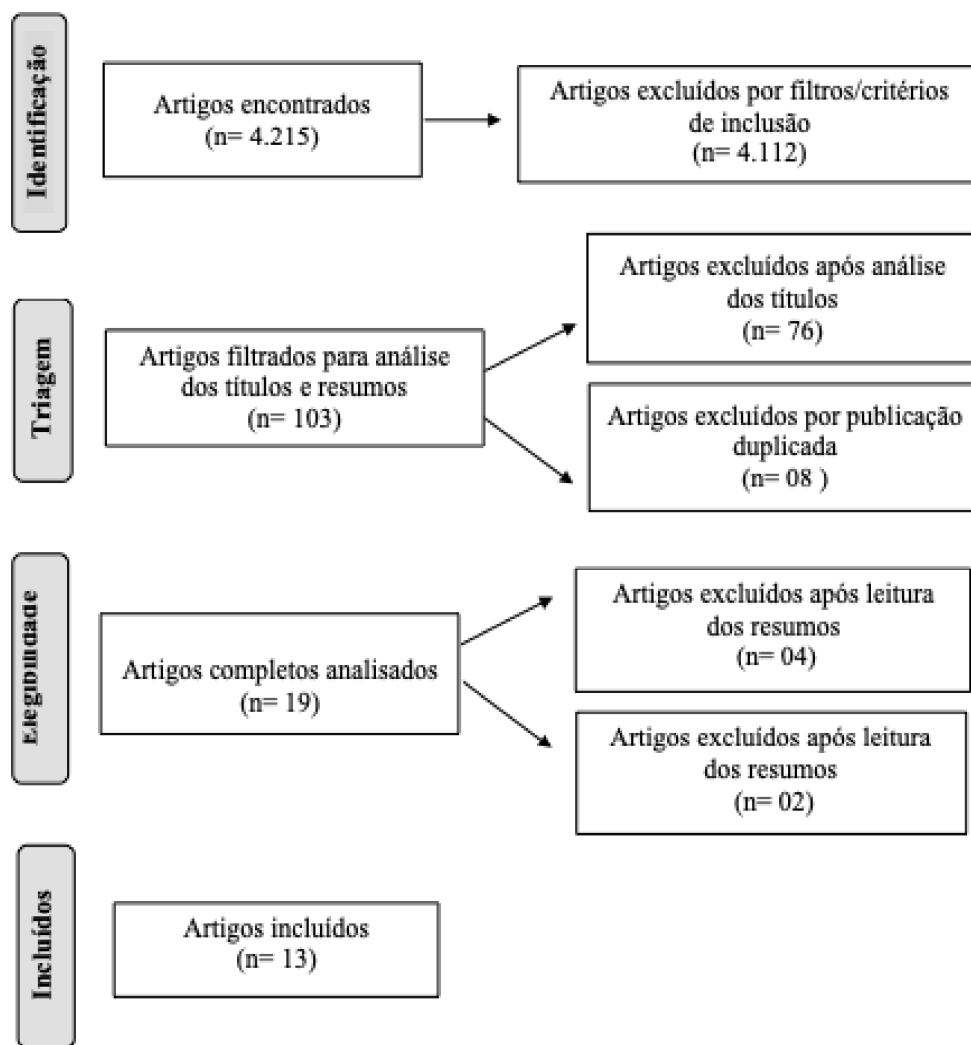 Identificação
Artigos encontrados
(n= 4.215)
Artigos excluídos por filtros/critérios
de inclusão
(n= 4.112)
Triagem
Artigos filtrados para análise
dos títulos e resumos
(n= 103)
Artigos excluídos após análise
dos títulos
(n= 76)
Artigos excluídos por publicação
duplicada
(n= 08 )
Elegibilidade
Artigos completos analisados
(n= 19)
Artigos excluídos após leitura
dos resumos
(n= 04)
Artigos excluídos após leitura
dos resumos
(n= 02)
Incluídos
Artigos incluídos
(n= 13)